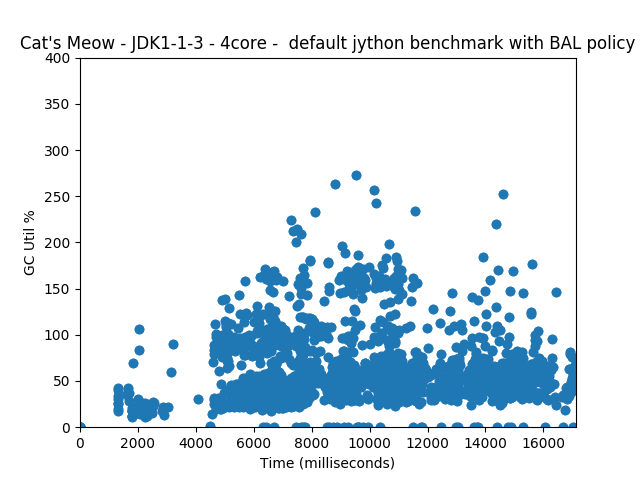 Cat's Meow - JDK1-1-3 - 4core -  default jython benchmark with BAL policy
400
350
300
250
200
150
100
50
0
GC Util %
0 2000 4000 6000 8000 10000 12000 14000 16000
Time (milliseconds)